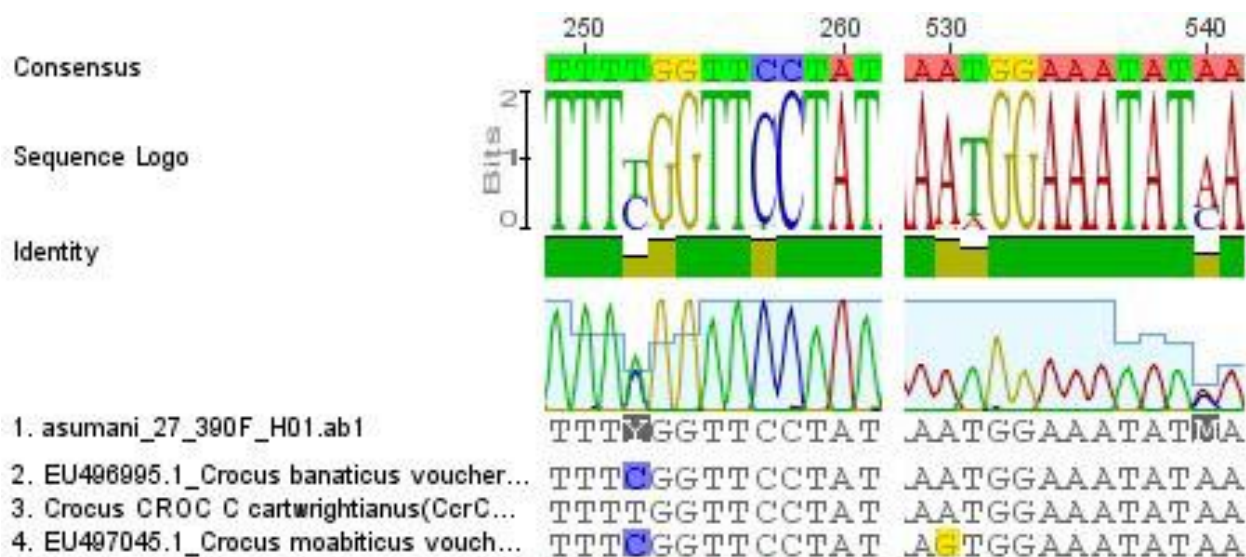 250 260 530 540
Consensus TTTTGGTTCCTAT AATGGAAATATAA
2
Sequence Logo Bits 1 TTTTCGGTTCCTAT AATAGGAAATATACA
0
Identity
1. asumani_27_390F_H01.ab1 TTTYGGTTCCTAT AATGGAAATATMA
2. EU496995.1_Crocus banaticus voucher... TTTCGGTTCCTAT AATGGAAATATAA
3. Crocus CROC C cartwrightianus(CcrC... TTTTGGTTCCTAT AATGGAAATATAA
4. EU497045.1_Crocus moabiticus vouch... TTTCGGTTCCTAT AGTGGAAATATAA